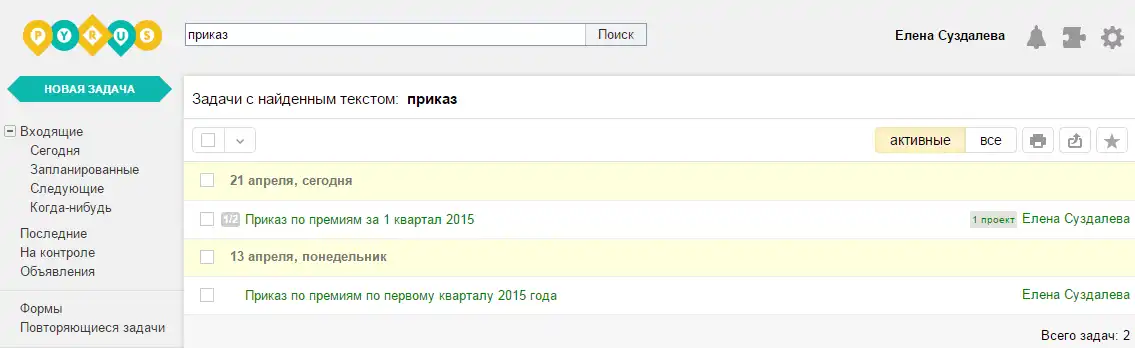 PYRUS
приказ
Поиск
Елена Суздалева
НОВАЯ ЗАДАЧА
Входящие
Сегодня
Запланированные
Следующие
Когда-нибудь
Последние
На контроле
Объявления
Формы
Повторяющиеся задачи
Задачи с найденным текстом: приказ
активные все
21 апреля, сегодня
1/2 Приказ по премиям за 1 квартал 2015 1 проект Елена Суздалева
13 апреля, понедельник
Приказ по премиям по первому кварталу 2015 года Елена Суздалева
Всего задач: 2